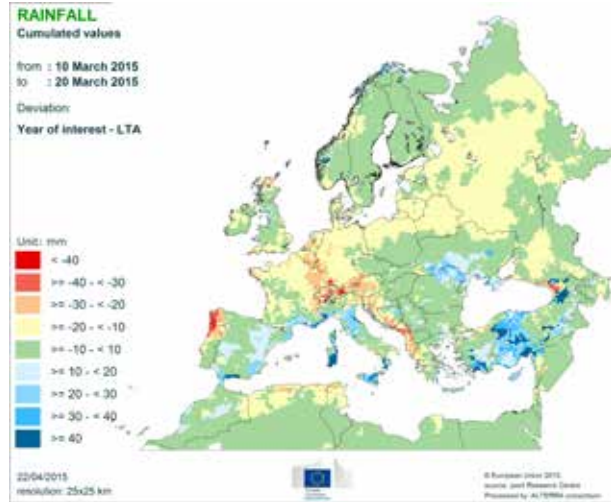 RAINFALL
Cumulated values
from : 10 March 2015
to : 20 March 2015
Deviation:
Year of interest - LTA
Unit: mm
< -40
>= -40 - < -30
>= -30 - < -20
>= -20 - < -10
>= -10 - < 10
>= 10 - < 20
>= 20 - < 30
>= 30 - < 40
>= 40
22/04/2015
resolution: 25x25 km
© European Union 2015
source: Joint Research Centre
Processed by: ALTERRA consortium